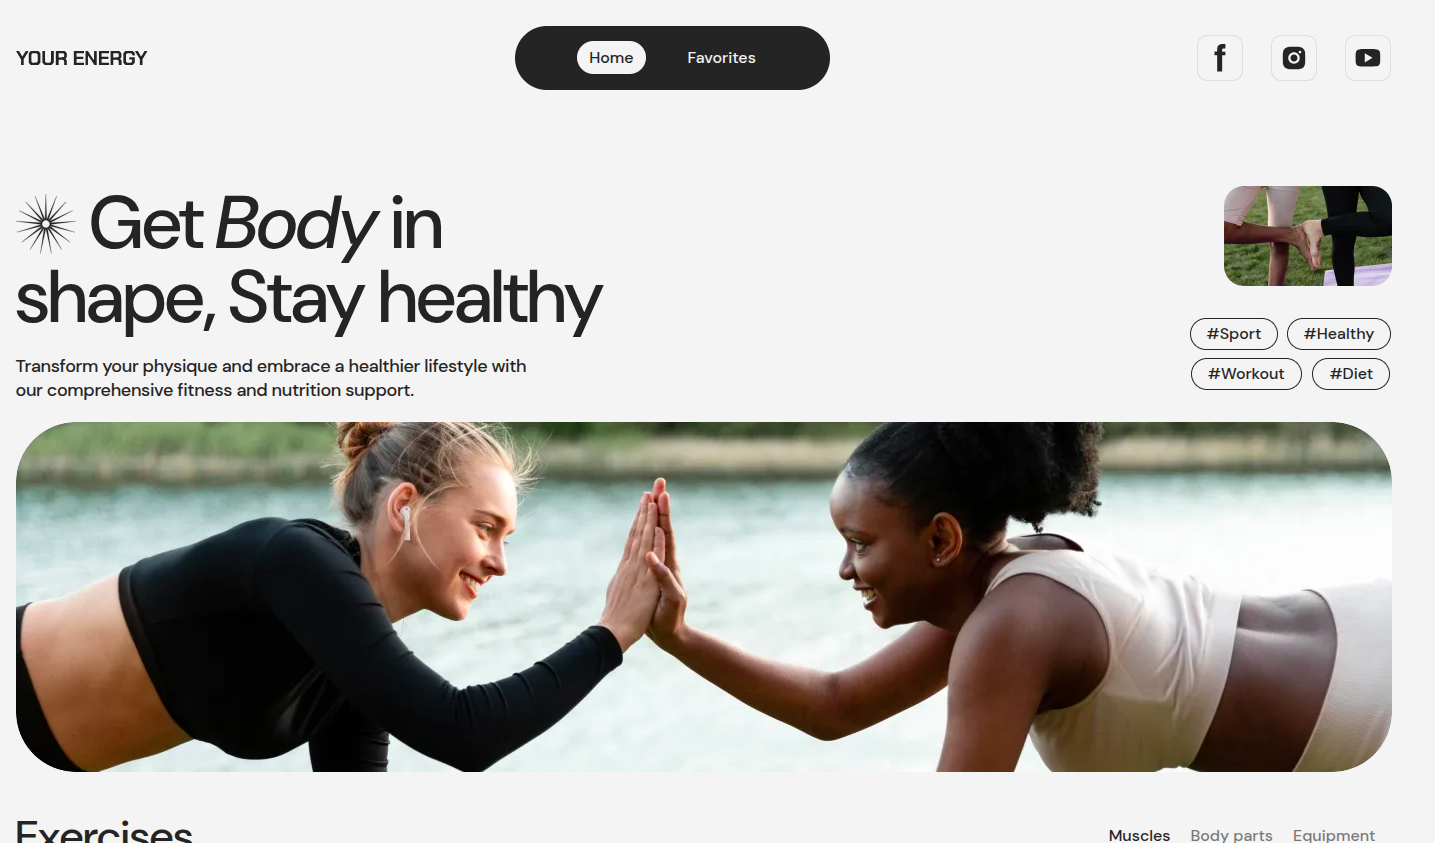 YOUR ENERGY
Home
Favorites
Get Body in
shape, Stay healthy
Transform your physique and embrace a healthier lifestyle with
our comprehensive fitness and nutrition support.
#Sport
#Healthy
#Workout
#Diet
Exercises
Muscles
Body parts
Equipment